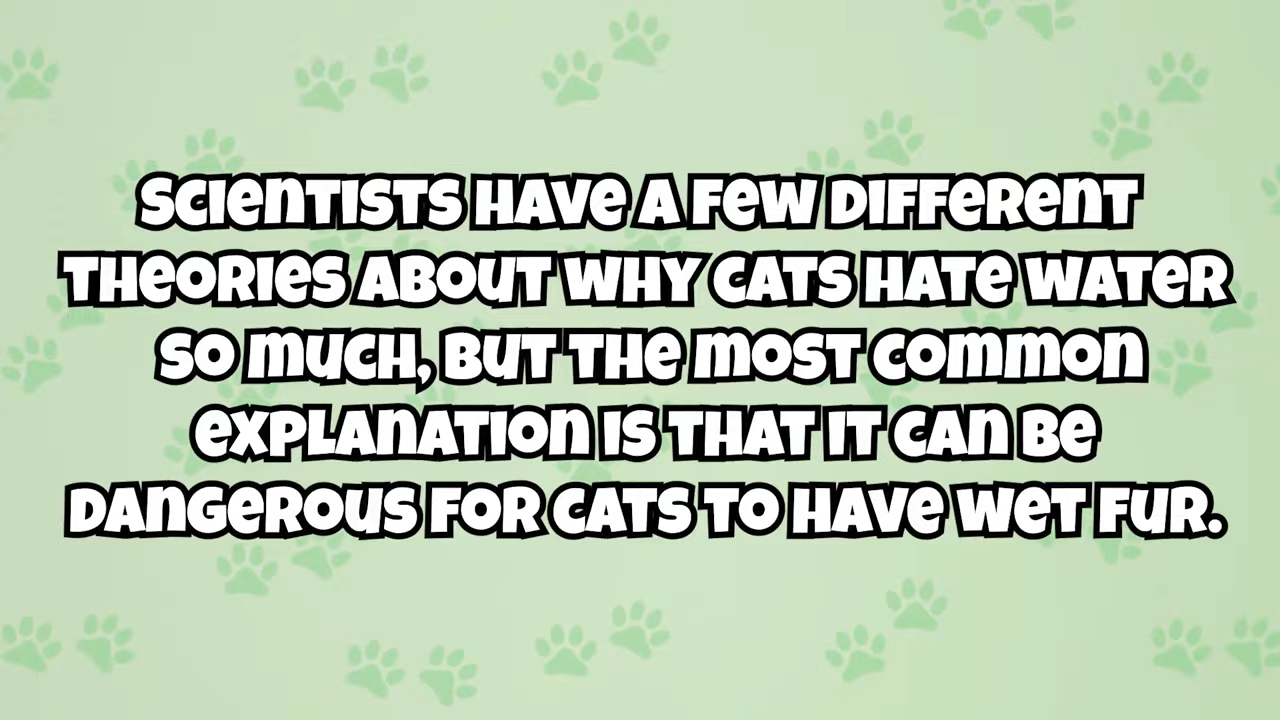 SCIENTISTS HAVE A FEW DIFFERENT
THEORIES ABOUT WHY CATS HATE WATER
SO MUCH, BUT THE MOST COMMON
EXPLANATION IS THAT IT CAN BE
DANGEROUS FOR CATS TO HAVE WET FUR.